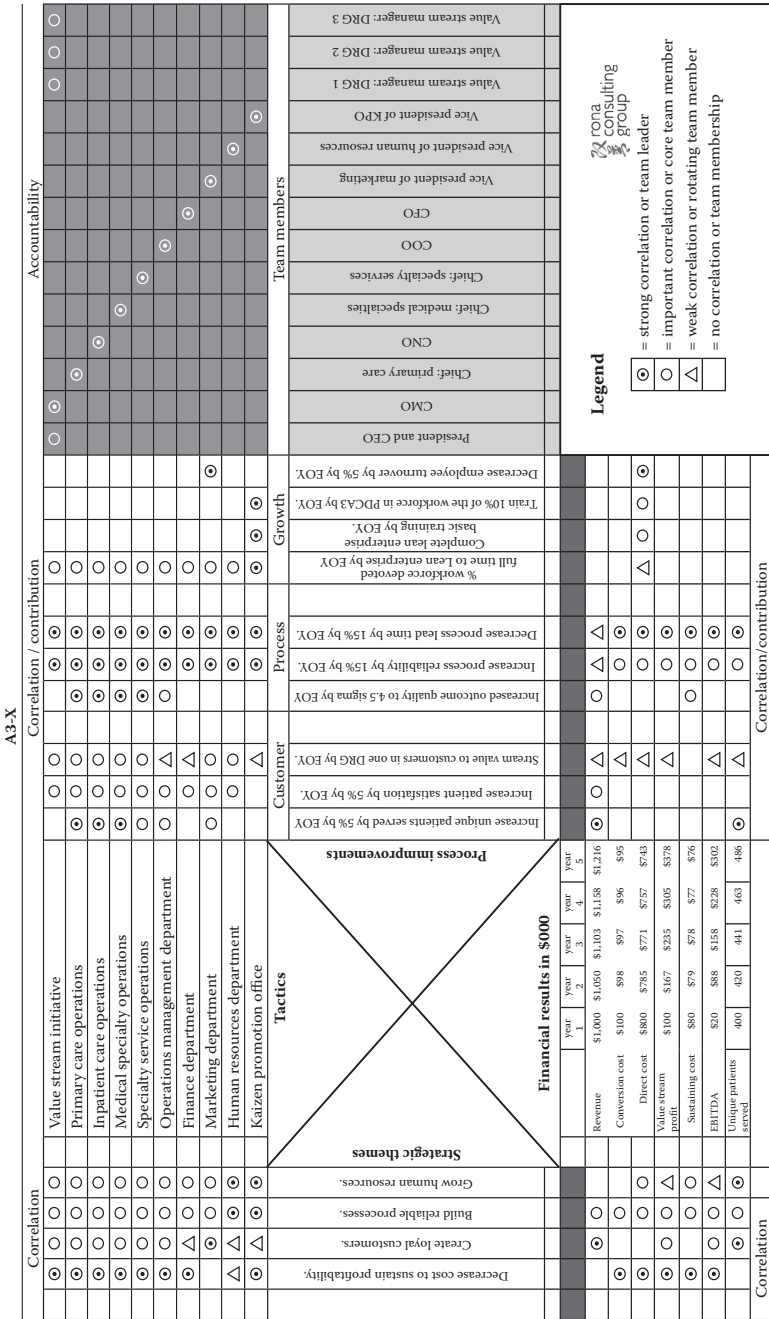 A3-X
Correlation
Correlation / contribution
Accountability
Value stream initiative
Primary care operations
Inpatient care operations
Medical specialty operations
Specialty service operations
Operations management department
Finance department
Marketing department
Human resources department
Kaizen promotion office
Tactics
Customer
Process
Growth
Team members
Strategic themes
Process immprovements
Financial results in $000
Decrease cost to sustain profitability.
Create loyal customers.
Build reliable processes.
Grow human resources.
Increase unique patients served by 5% by EOY
Increase patient satisfation by 5% by EOY.
Stream value to customers in one DRG by EOY.
Increased outcome quality to 4.5 sigma by EOY
Increase process reliability by 15% by EOY.
Decrease process lead time by 15% by EOY.
% workforce devoted
full time to Lean enterprise by EOY
Complete lean enterprise
basic training by EOY.
Train 10% of the workforce in PDCA3 by EOY.
Decrease employee turnover by 5% by EOY.
President and CEO
CMO
Chief: primary care
CNO
Chief: medical specialties
Chief: specialty services
COO
CFO
Vice president of marketing
Vice president of human resources
Vice president of KPO
Value stream manager: DRG 1
Value stream manager: DRG 2
Value stream manager: DRG 3
year 1 year 2 year 3 year 4 year 5
Revenue $1,000 $1,050 $1,103 $1,158 $1,216
Conversion cost $100 $98 $97 $96 $95
Direct cost $800 $785 $771 $757 $743
Value stream profit $100 $167 $235 $305 $378
Sustaining cost $80 $79 $78 $77 $76
EBITDA $20 $88 $158 $228 $302
Unique patients served 400 420 441 463 486
Correlation
Correlation/contribution
Legend
= strong correlation or team leader
= important correlation or core team member
= weak correlation or rotating team member
= no correlation or team membership
rona
consulting
group